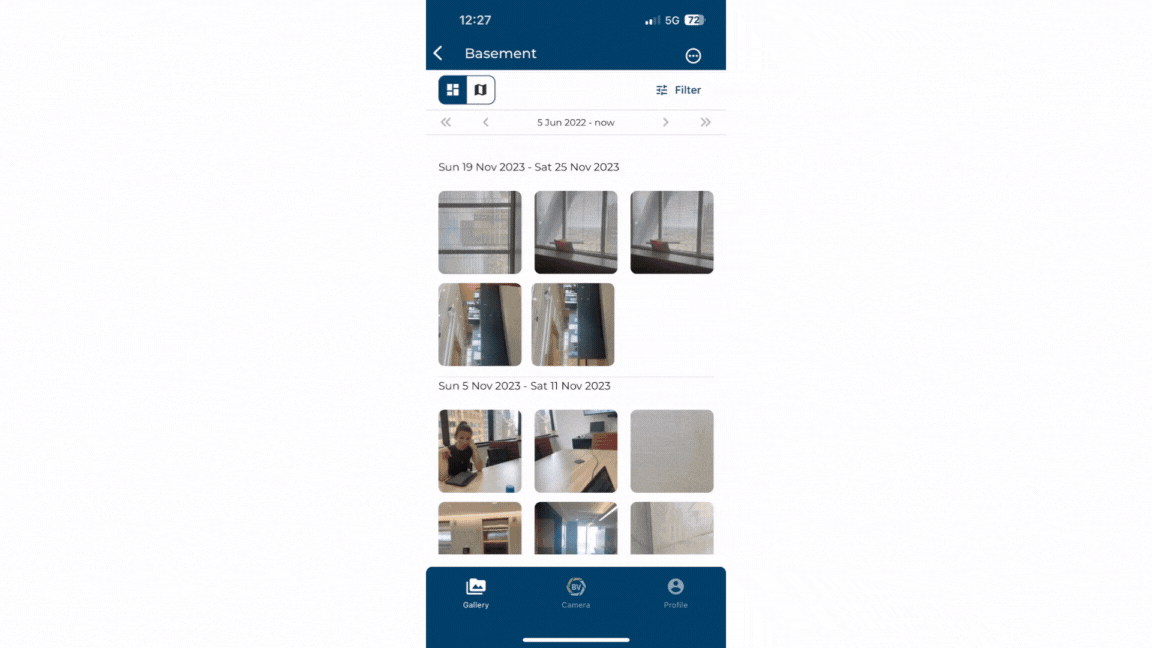 12:27
5G 72
Basement
Filter
5 Jun 2022 - now
Sun 19 Nov 2023 - Sat 25 Nov 2023
Sun 5 Nov 2023 - Sat 11 Nov 2023
BV
Gallery
Camera
Profile